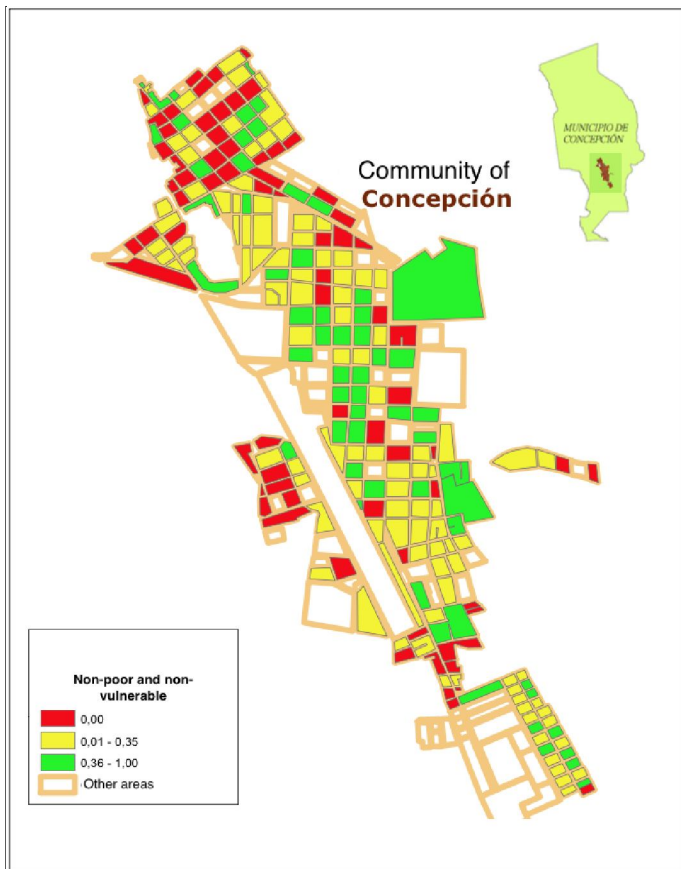 MUNICIPIO DE
CONCEPCIÓN
Community of
Concepción
Non-poor and non-
vulnerable
0,00
0,01 - 0,35
0,36 - 1,00
Other areas